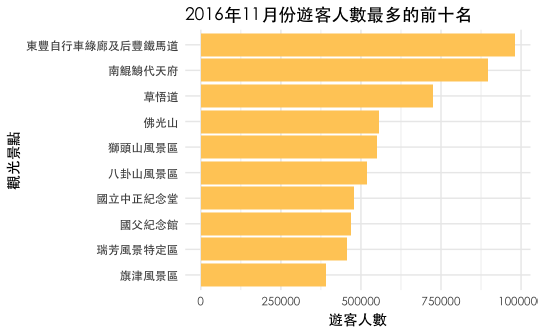 2016年11月份遊客人數最多的前十名
東豐自行車綠廊及后豐鐵馬道
南鯤鯓代天府
草悟道
佛光山
獅頭山風景區
八卦山風景區
國立中正紀念堂
國父紀念館
瑞芳風景特定區
旗津風景區
觀光景點
0 250000 500000 750000 1000000
遊客人數